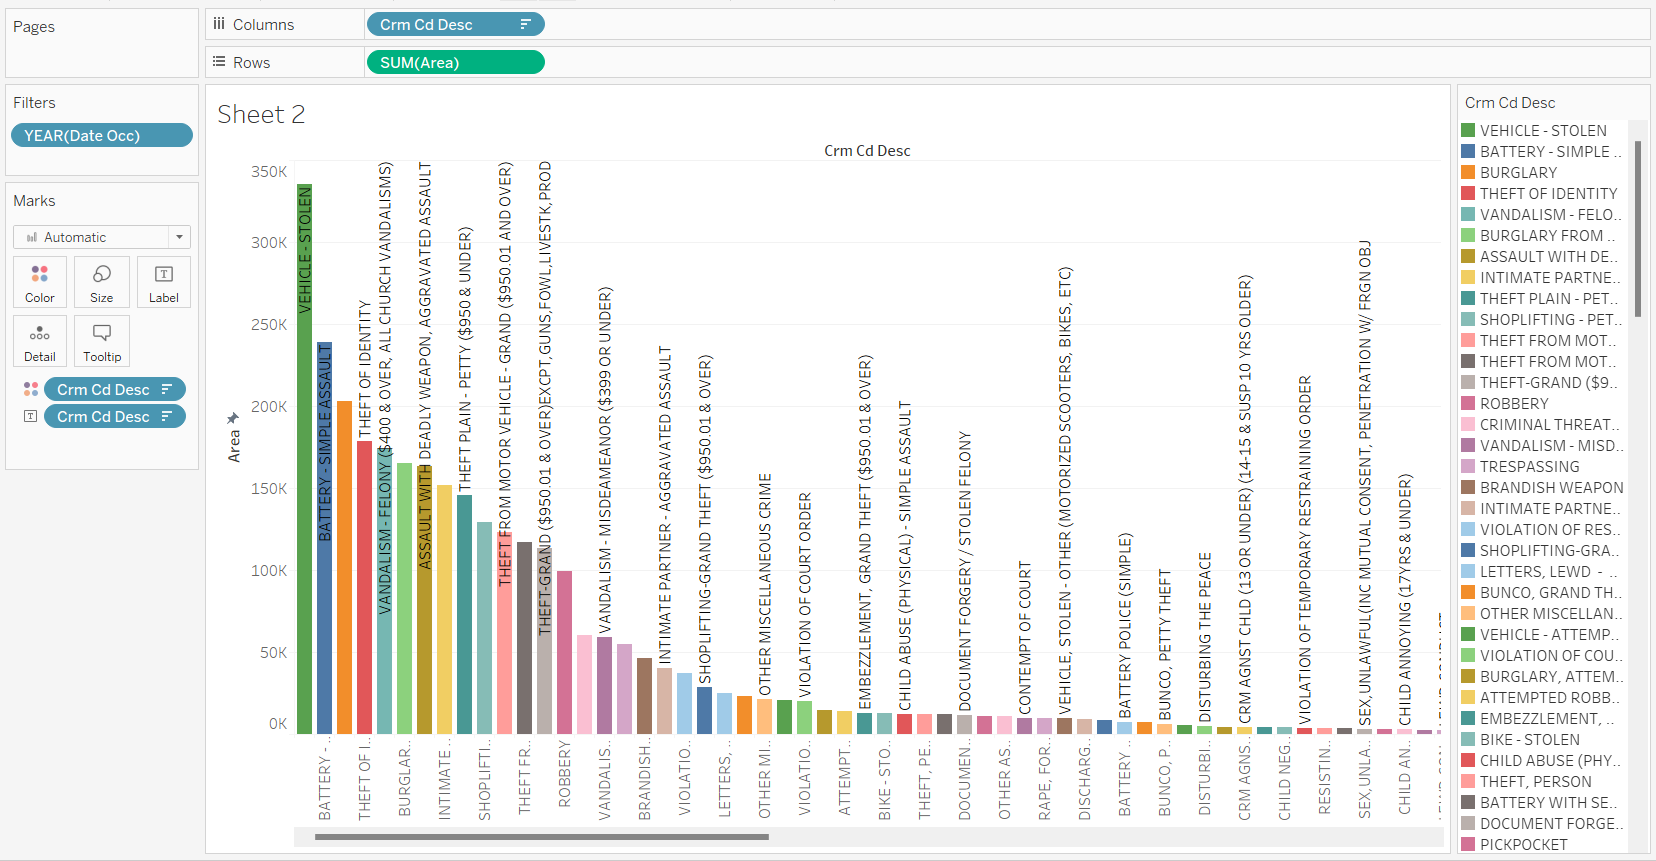 Pages
Columns
Crm Cd Desc
Rows
SUM(Area)
Filters
YEAR(Date Occ)
Marks
Automatic
Color
Size
Label
Detail
Tooltip
Crm Cd Desc
Crm Cd Desc
Sheet 2
Crm Cd Desc
Area
350K
300K
250K
200K
150K
100K
50K
0K
VEHICLE - STOLEN
BATTERY - SIMPLE ASSAULT
THEFT OF IDENTITY
VANDALISM - FELONY ($400 & OVER, ALL CHURCH VANDALISMS)
ASSAULT WITH DEADLY WEAPON, AGGRAVATED ASSAULT
THEFT PLAIN - PETTY ($950 & UNDER)
THEFT FROM MOTOR VEHICLE - GRAND ($950.01 AND OVER)
THEFT-GRAND ($950.01 & OVER)EXCPT,GUNS,FOWL,LIVESTK,PROD
VANDALISM - MISDEAMEANOR ($399 OR UNDER)
INTIMATE PARTNER - AGGRAVATED ASSAULT
SHOPLIFTING-GRAND THEFT ($950.01 & OVER)
OTHER MISCELLANEOUS CRIME
VIOLATION OF COURT ORDER
EMBEZZLEMENT, GRAND THEFT ($950.01 & OVER)
CHILD ABUSE (PHYSICAL) - SIMPLE ASSAULT
DOCUMENT FORGERY / STOLEN FELONY
CONTEMPT OF COURT
VEHICLE, STOLEN - OTHER (MOTORIZED SCOOTERS, BIKES, ETC)
BATTERY POLICE (SIMPLE)
BUNCO, PETTY THEFT
DISTURBING THE PEACE
CRM AGNST CHILD (13 OR UNDER) (14-15 & SUSP 10 YRS OLDER)
VIOLATION OF TEMPORARY RESTRAINING ORDER
SEX,UNLAWFUL(INC MUTUAL CONSENT, PENETRATION W/ FRGN OBJ
CHILD ANNOYING (17YRS & UNDER)
BATTERY - ..
THEFT OF I..
BURGLAR..
INTIMATE ..
SHOPLIFTI..
THEFT FR..
ROBBERY
VANDALIS..
BRANDISH..
VIOLATIO..
LETTERS, ..
OTHER MI..
VIOLATIO..
ATTEMPT..
BIKE - STO..
THEFT, PE..
DOCUMEN..
OTHER AS..
RAPE, FOR..
DISCHARG..
BATTERY ..
BUNCO, P..
DISTURBI..
CRM AGNS..
CHILD NEG..
RESISTIN..
SEX,UNLA..
CHILD AN..
Crm Cd Desc
VEHICLE - STOLEN
BATTERY - SIMPLE ..
BURGLARY
THEFT OF IDENTITY
VANDALISM - FELO..
BURGLARY FROM ..
ASSAULT WITH DE..
INTIMATE PARTNE..
THEFT PLAIN - PET..
SHOPLIFTING - PET..
THEFT FROM MOT..
THEFT FROM MOT..
THEFT-GRAND ($9..
ROBBERY
CRIMINAL THREAT..
VANDALISM - MISD..
TRESPASSING
BRANDISH WEAPON
INTIMATE PARTNE..
VIOLATION OF RES..
SHOPLIFTING-GRA..
LETTERS, LEWD - ..
BUNCO, GRAND TH..
OTHER MISCELLAN..
VEHICLE - ATTEMP..
VIOLATION OF COU..
BURGLARY, ATTEM..
ATTEMPTED ROBB..
EMBEZZLEMENT, ..
BIKE - STOLEN
CHILD ABUSE (PHY..
THEFT, PERSON
BATTERY WITH SE..
DOCUMENT FORGE..
PICKPOCKET